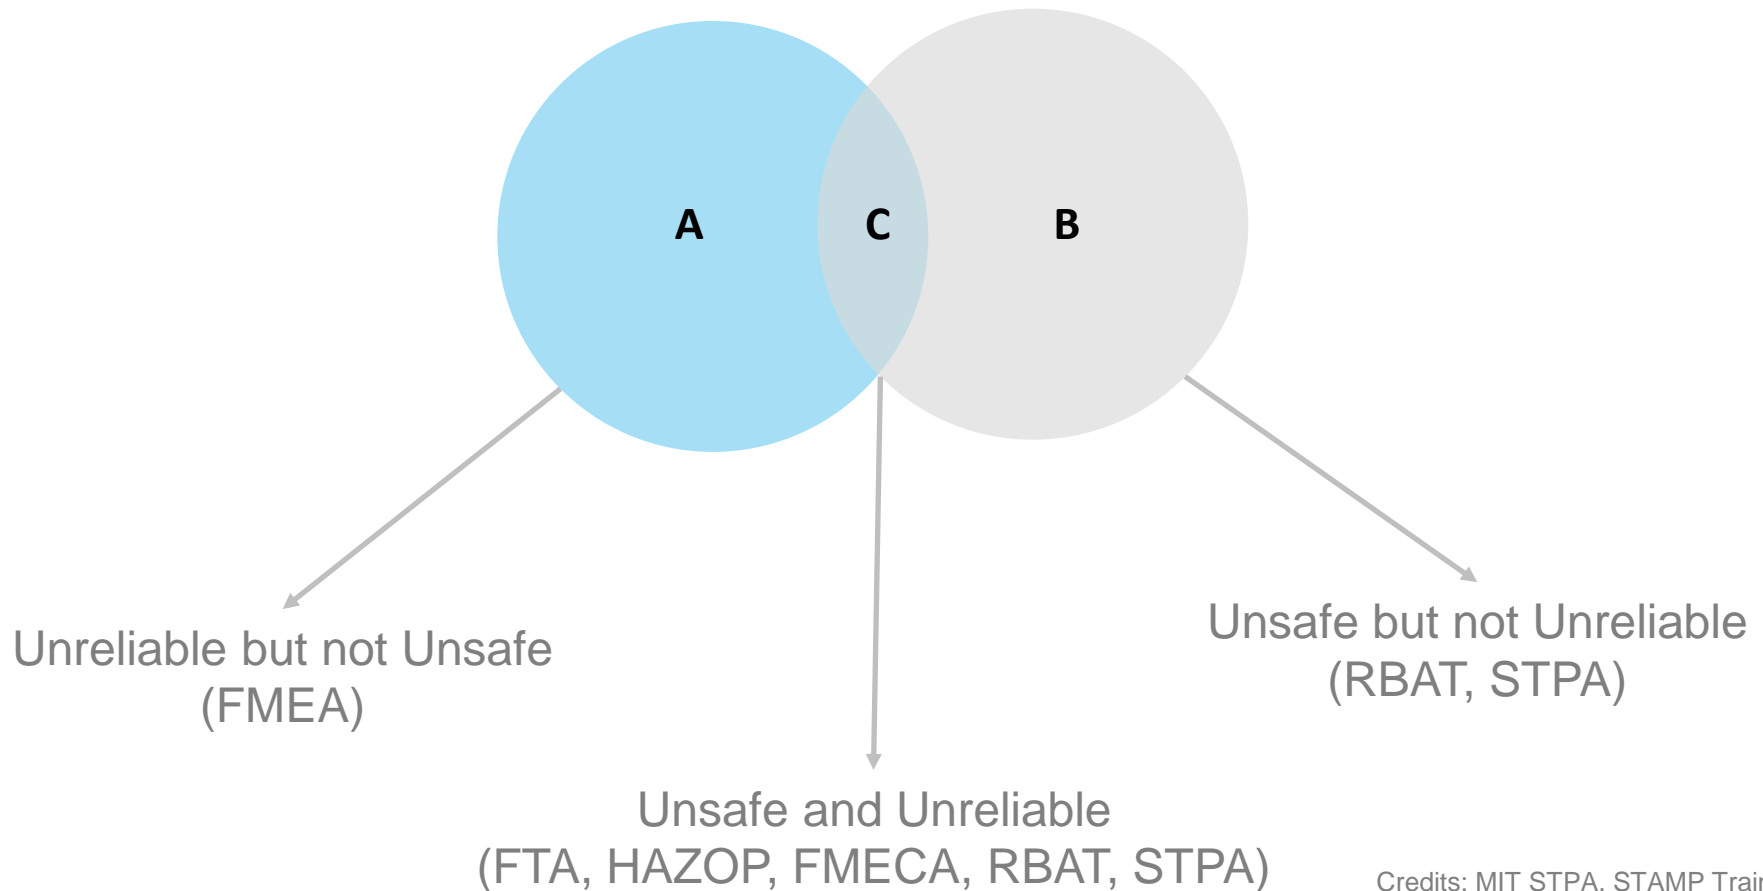 A
C
B
Unreliable but not Unsafe
(FMEA)
Unsafe but not Unreliable
(RBAT, STPA)
Unsafe and Unreliable
(FTA, HAZOP, FMECA, RBAT, STPA)
Credits: MIT STPA, STAMP